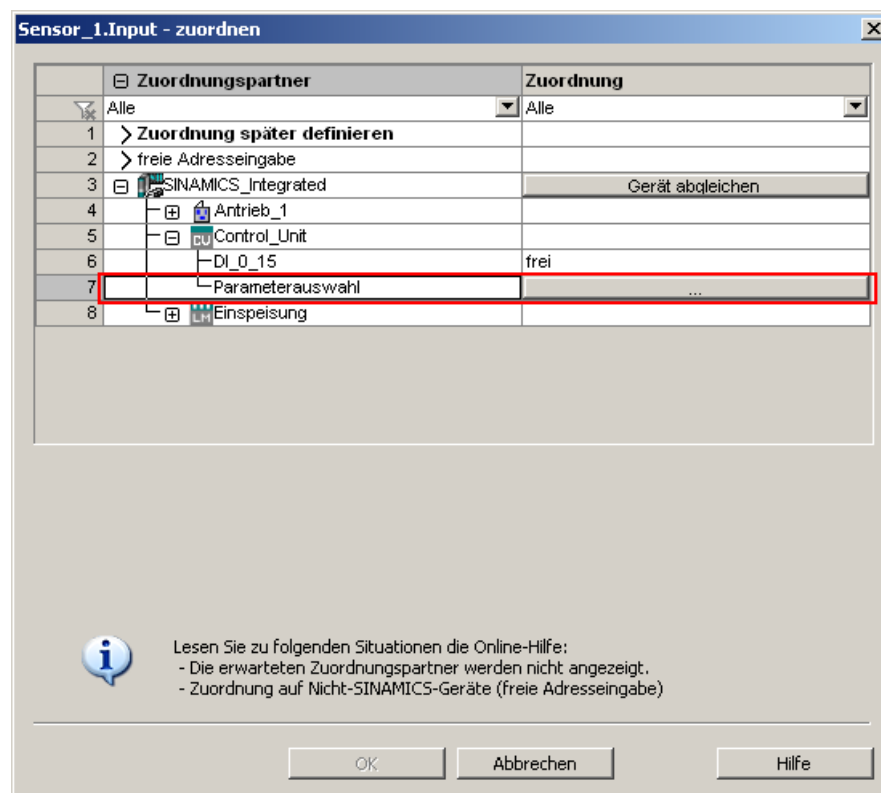 Sensor_1.Input - zuordnen
Zuordnungspartner Zuordnung
Alle Alle
1 Zuordnung später definieren
2 freie Adresseingabe
3 SINAMICS_Integrated Gerät abgleichen
4 Antrieb_1
5 CU Control_Unit
6 DI_0_15 frei
7 Parameterauswahl ...
8 LM Einspeisung
Lesen Sie zu folgenden Situationen die Online-Hilfe:
- Die erwarteten Zuordnungspartner werden nicht angezeigt.
- Zuordnung auf Nicht-SINAMICS-Geräte (freie Adresseingabe)
OK Abbrechen Hilfe